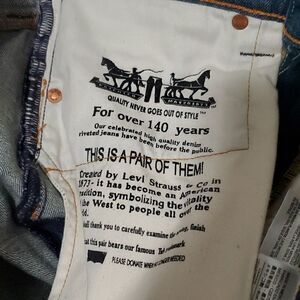 QUALITY NEVER GOES OUT OF STYLE™
For over 140 years
Our celebrated high quality denim
riveted jeans have been before the public.
THIS IS A PAIR OF THEM!
Created by Levi Strauss & Co in
1873- it has become an American
tradition, symbolizing the vitality
the West to people all over the
you to carefully examine the sewing, finish
that this pair bears our famous Trademark
PLEASE DONATE WHEN NO LONGER NEEDED